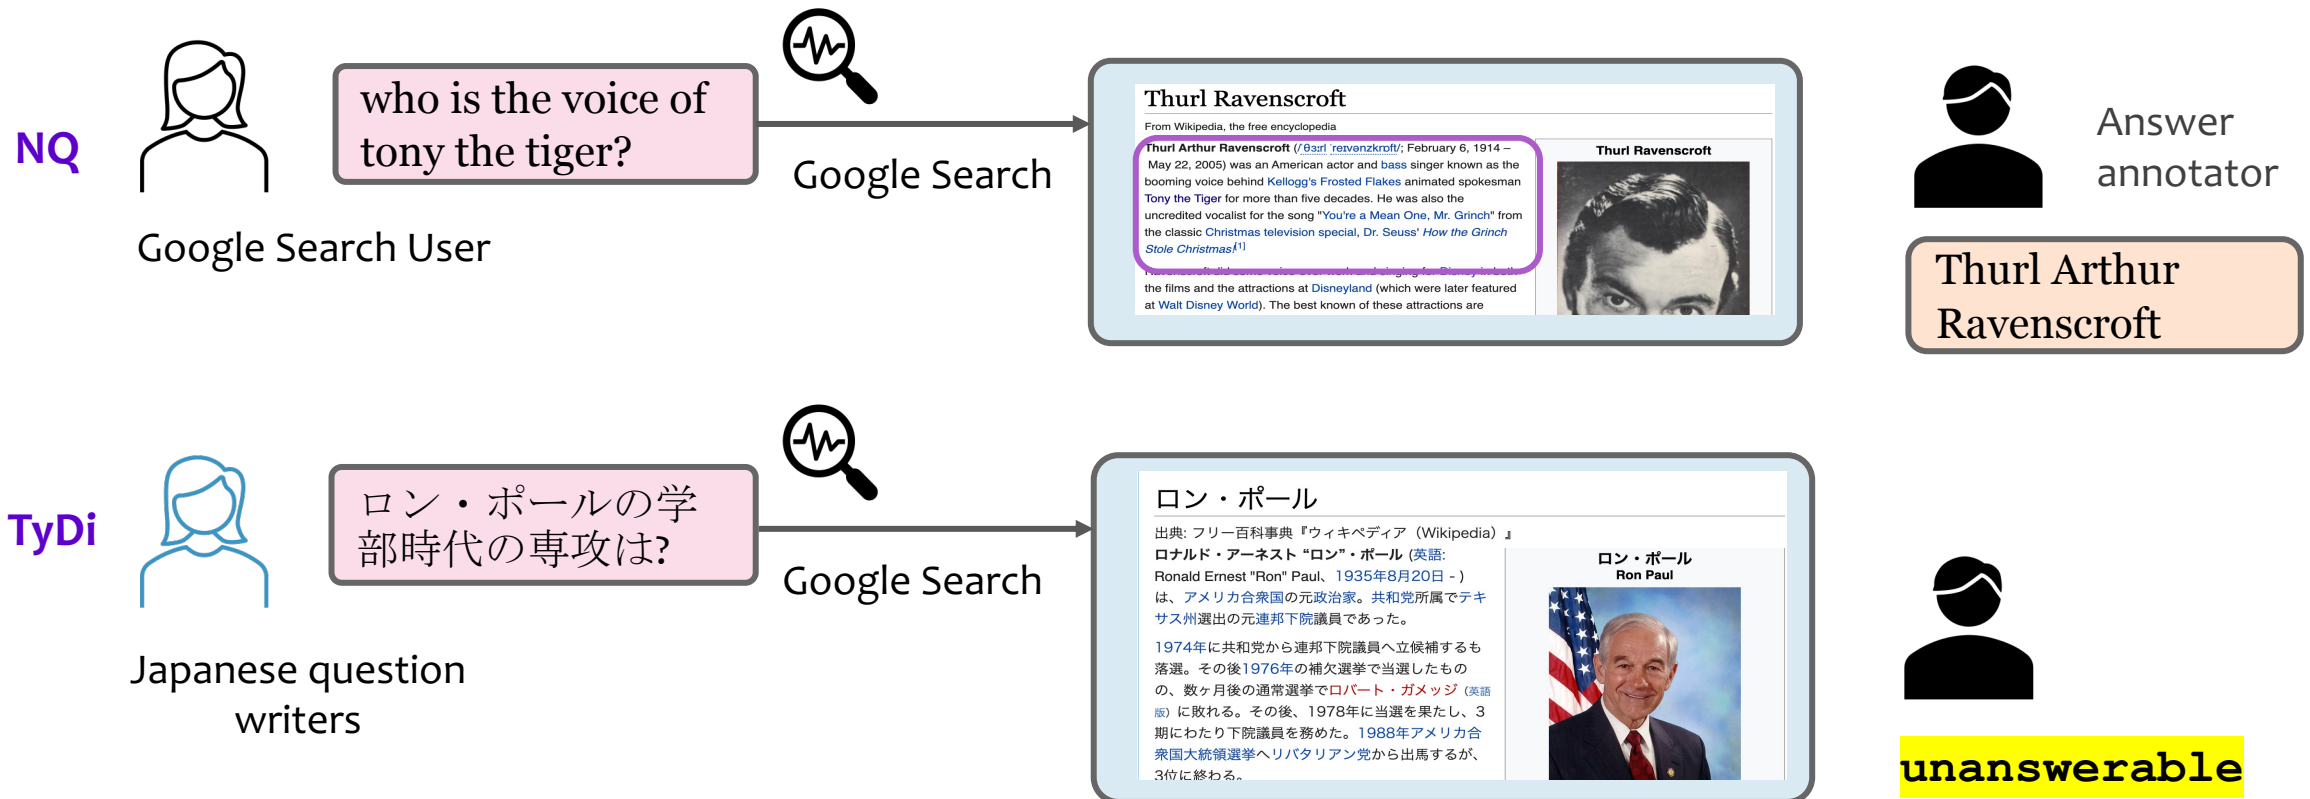 NQ
Google Search User
who is the voice of
tony the tiger?
Google Search
Thurl Ravenscroft
From Wikipedia, the free encyclopedia
Thurl Arthur Ravenscroft (/ˈθɜːrl ˈreɪvənzkrɒft/; February 6, 1914 –
May 22, 2005) was an American actor and bass singer known as the
booming voice behind Kellogg's Frosted Flakes animated spokesman
Tony the Tiger for more than five decades. He was also the
uncredited vocalist for the song "You're a Mean One, Mr. Grinch" from
the classic Christmas television special, Dr. Seuss' How the Grinch
Stole Christmas![1]
the films and the attractions at Disneyland (which were later featured
at Walt Disney World). The best known of these attractions are
Thurl Ravenscroft
Answer
annotator
Thurl Arthur
Ravenscroft
TyDi
Japanese question
writers
ロン・ポールの学
部時代の専攻は?
Google Search
ロン・ポール
出典: フリー百科事典『ウィキペディア（Wikipedia）』
ロナルド・アーネスト “ロン”・ポール (英語:
Ronald Ernest "Ron" Paul、1935年8月20日 - )
は、アメリカ合衆国の元政治家。共和党所属でテキ
サス州選出の元連邦下院議員であった。
1974年に共和党から連邦下院議員へ立候補するも
落選。その後1976年の補欠選挙で当選したもの
の、数ヶ月後の通常選挙でロバート・ガメッジ（英語
版）に敗れる。その後、1978年に当選を果たし、3
期にわたり下院議員を務めた。1988年アメリカ合
衆国大統領選挙へリバタリアン党から出馬するが、
3位に終わる。
ロン・ポール
Ron Paul
unanswerable